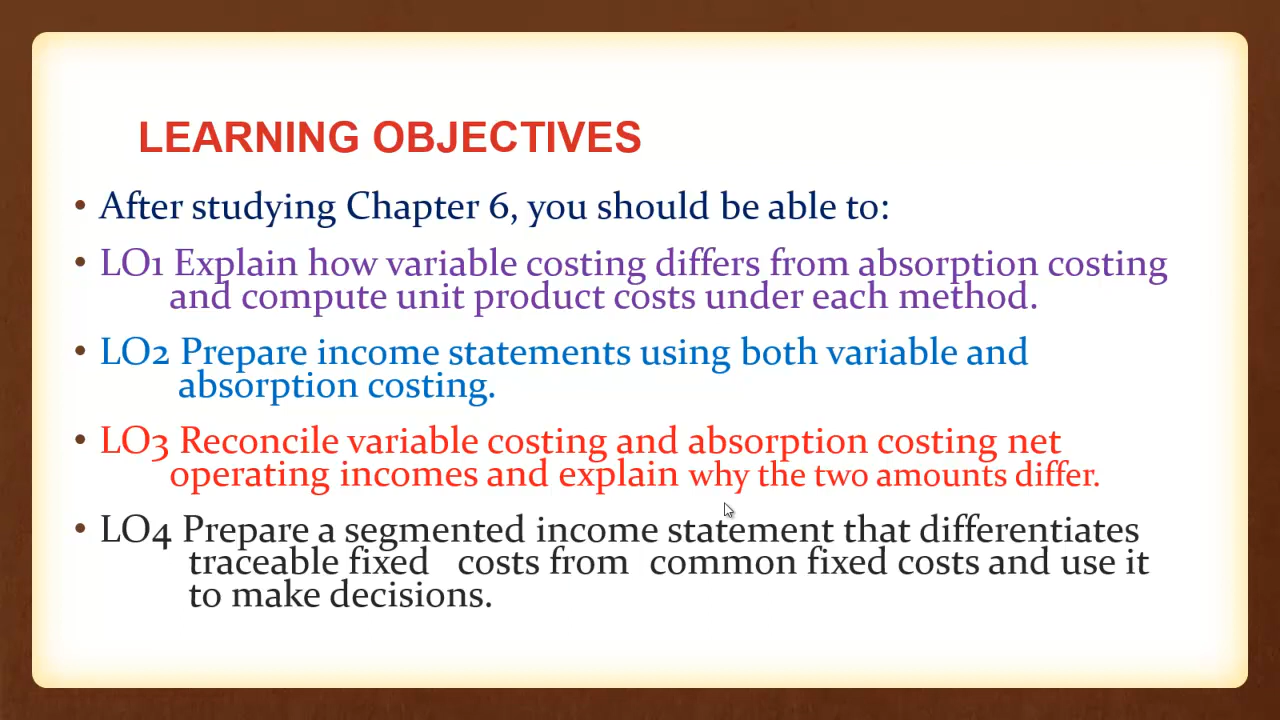 LEARNING OBJECTIVES
• After studying Chapter 6, you should be able to:
• LO1 Explain how variable costing differs from absorption costing
and compute unit product costs under each method.
• LO2 Prepare income statements using both variable and
absorption costing.
• LO3 Reconcile variable costing and absorption costing net
operating incomes and explain why the two amounts differ.
• LO4 Prepare a segmented income statement that differentiates
traceable fixed costs from common fixed costs and use it
to make decisions.